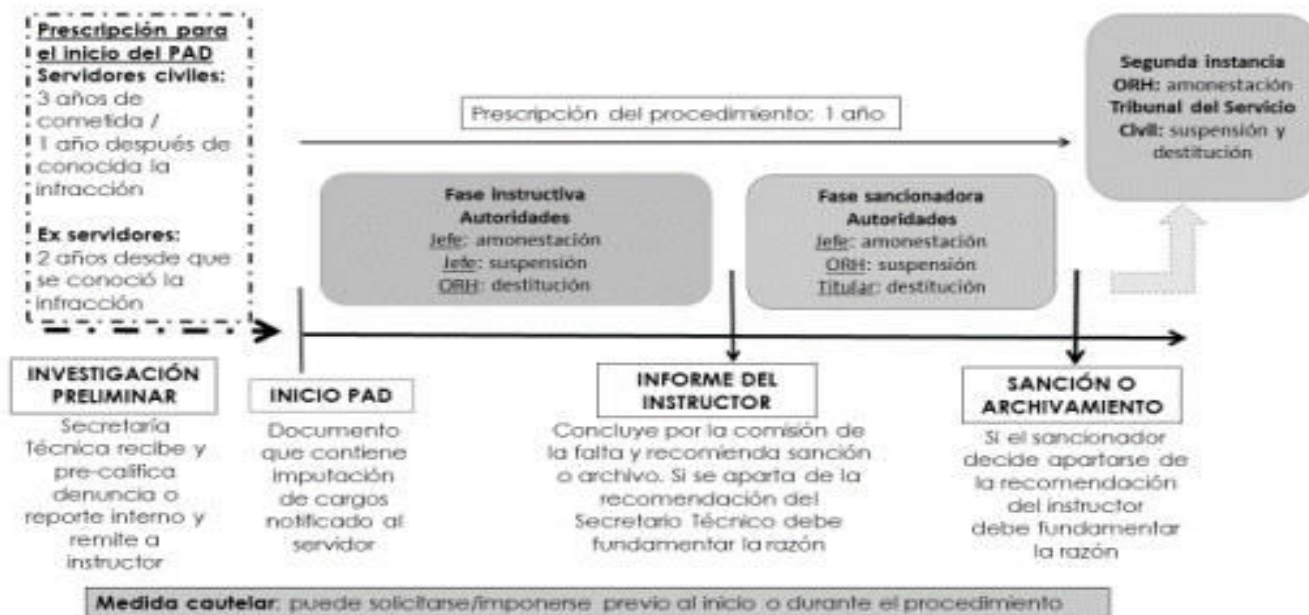 Prescripción para
el inicio del PAD
Servidores civiles:
3 años de
cometida /
1 año después de
conocida la
infracción
Ex servidores:
2 años desde que
se conoció la
infracción
Prescripción del procedimiento: 1 año
Segunda instancia
ORH: amonestación
Tribunal del Servicio
Civil: suspensión y
destitución
Fase instructiva
Autoridades
Jefe: amonestación
Jefe: suspensión
ORH: destitución
Fase sancionadora
Autoridades
Jefe: amonestación
ORH: suspensión
Titular: destitución
INVESTIGACIÓN
PRELIMINAR
Secretaría
Técnica recibe y
pre-califica
denuncia o
reporte interno y
remite a
instructor
INICIO PAD
Documento
que contiene
imputación
de cargos
notificado al
servidor
INFORME DEL
INSTRUCTOR
Concluye por la comisión de
la falta y recomienda sanción
o archivo. Si se aparta de la
recomendación del
Secretario Técnico debe
fundamentar la razón
SANCIÓN O
ARCHIVAMIENTO
Si el sancionador
decide apartarse de
la recomendación
del instructor
debe fundamentar
la razón
Medida cautelar: puede solicitarse/imponerse previo al inicio o durante el procedimiento